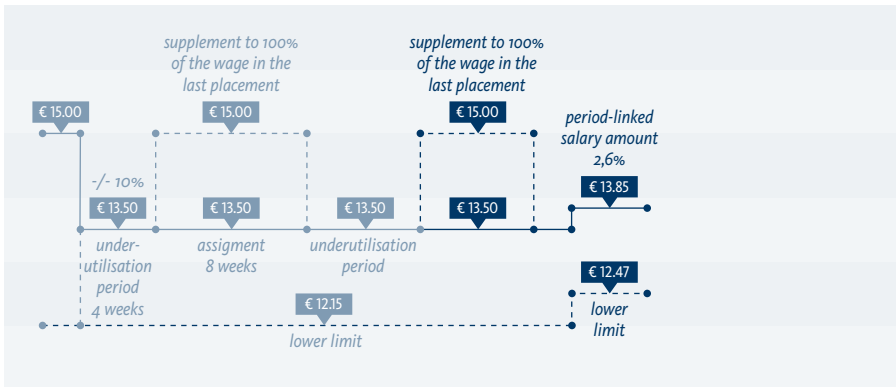 supplement to 100%
of the wage in the
last placement
supplement to 100%
of the wage in the
last placement
€ 15.00
€ 15.00
€ 15.00
period-linked
salary amount
2,6%
-/- 10%
€ 13.50
€ 13.50
€ 13.50
€ 13.50
€ 13.85
under-
utilisation
period
4 weeks
assigment
8 weeks
underutilisation
period
€ 12.15
lower limit
€ 12.47
lower
limit